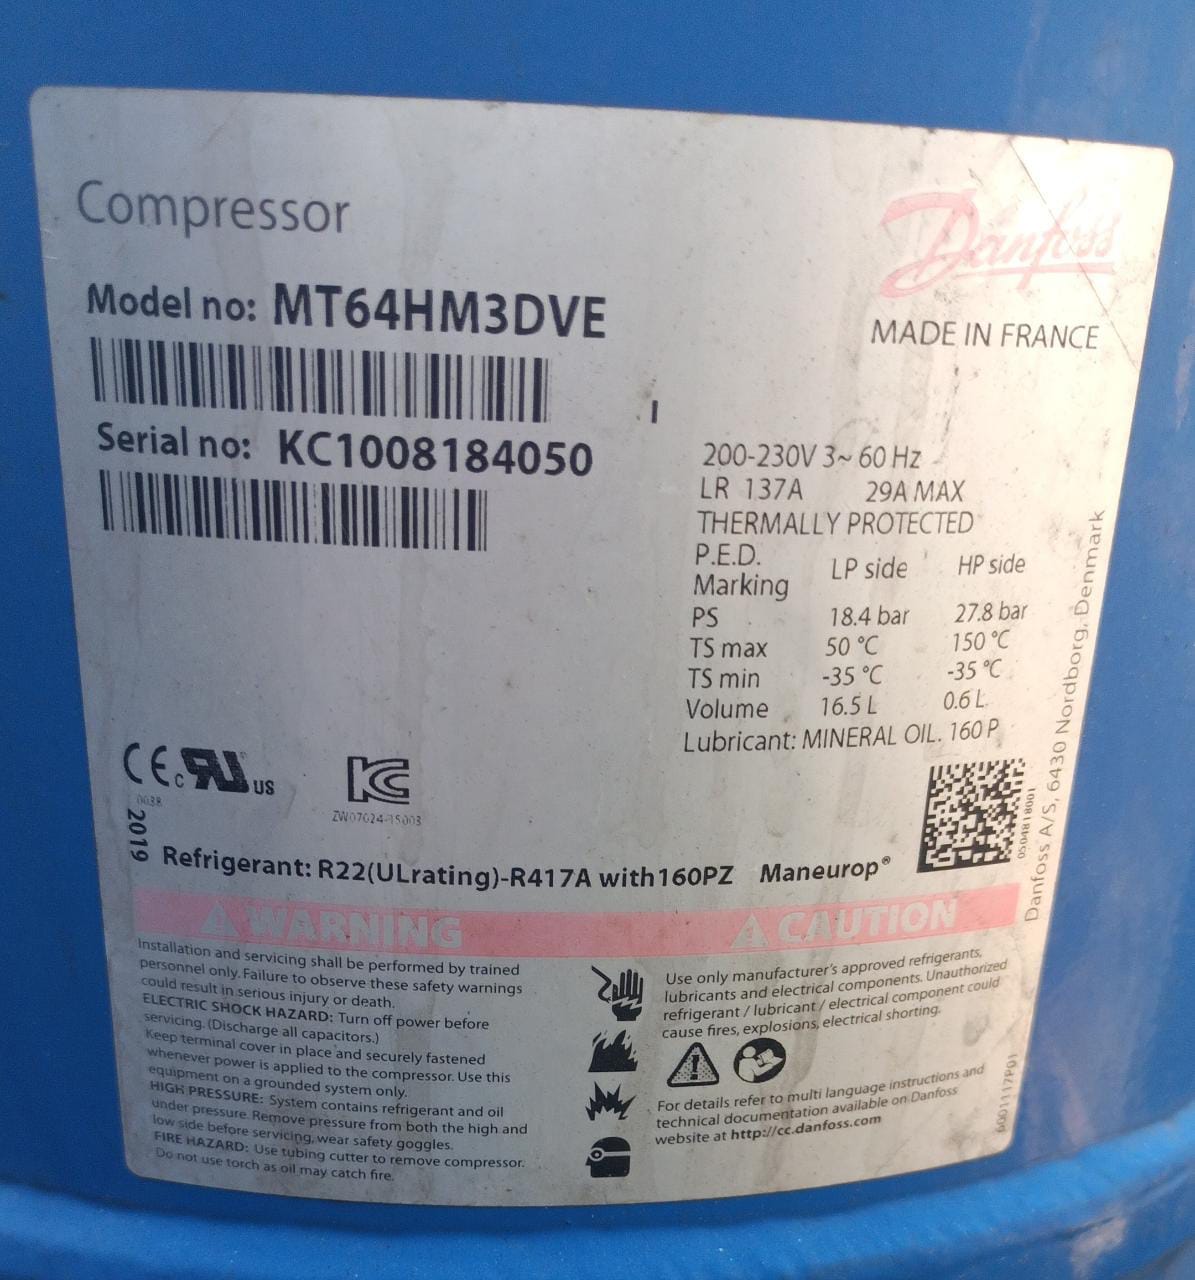 Compressor
Danfoss
Model no: MT64HM3DVE
MADE IN FRANCE
Serial no: KC1008184050
200-230V 3~ 60 Hz
LR 137A 29A MAX
THERMALLY PROTECTED
P.E.D.
Marking LP side HP side
PS 18.4 bar 27.8 bar
TS max 50 °C 150 °C
TS min -35 °C -35 °C
Volume 16.5 L 0.6 L
Lubricant: MINERAL OIL. 160 P
Danfoss A/S, 6430 Nordborg, Denmark
0504818001
CE c RU US KC
0038
ZW07024-15003
2019
Refrigerant: R22(ULrating)-R417A with160PZ Maneurop®
WARNING
Installation and servicing shall be performed by trained
personnel only. Failure to observe these safety warnings
could result in serious injury or death.
ELECTRIC SHOCK HAZARD: Turn off power before
servicing. (Discharge all capacitors.)
Keep terminal cover in place and securely fastened
whenever power is applied to the compressor. Use this
equipment on a grounded system only.
HIGH PRESSURE: System contains refrigerant and oil
under pressure. Remove pressure from both the high and
low side before servicing, wear safety goggles.
FIRE HAZARD: Use tubing cutter to remove compressor.
Do not use torch as oil may catch fire.
CAUTION
Use only manufacturer's approved refrigerants,
lubricants and electrical components. Unauthorized
refrigerant / lubricant / electrical component could
cause fires, explosions, electrical shorting.
For details refer to multi language instructions and
technical documentation available on Danfoss
website at http://cc.danfoss.com
6001117P01